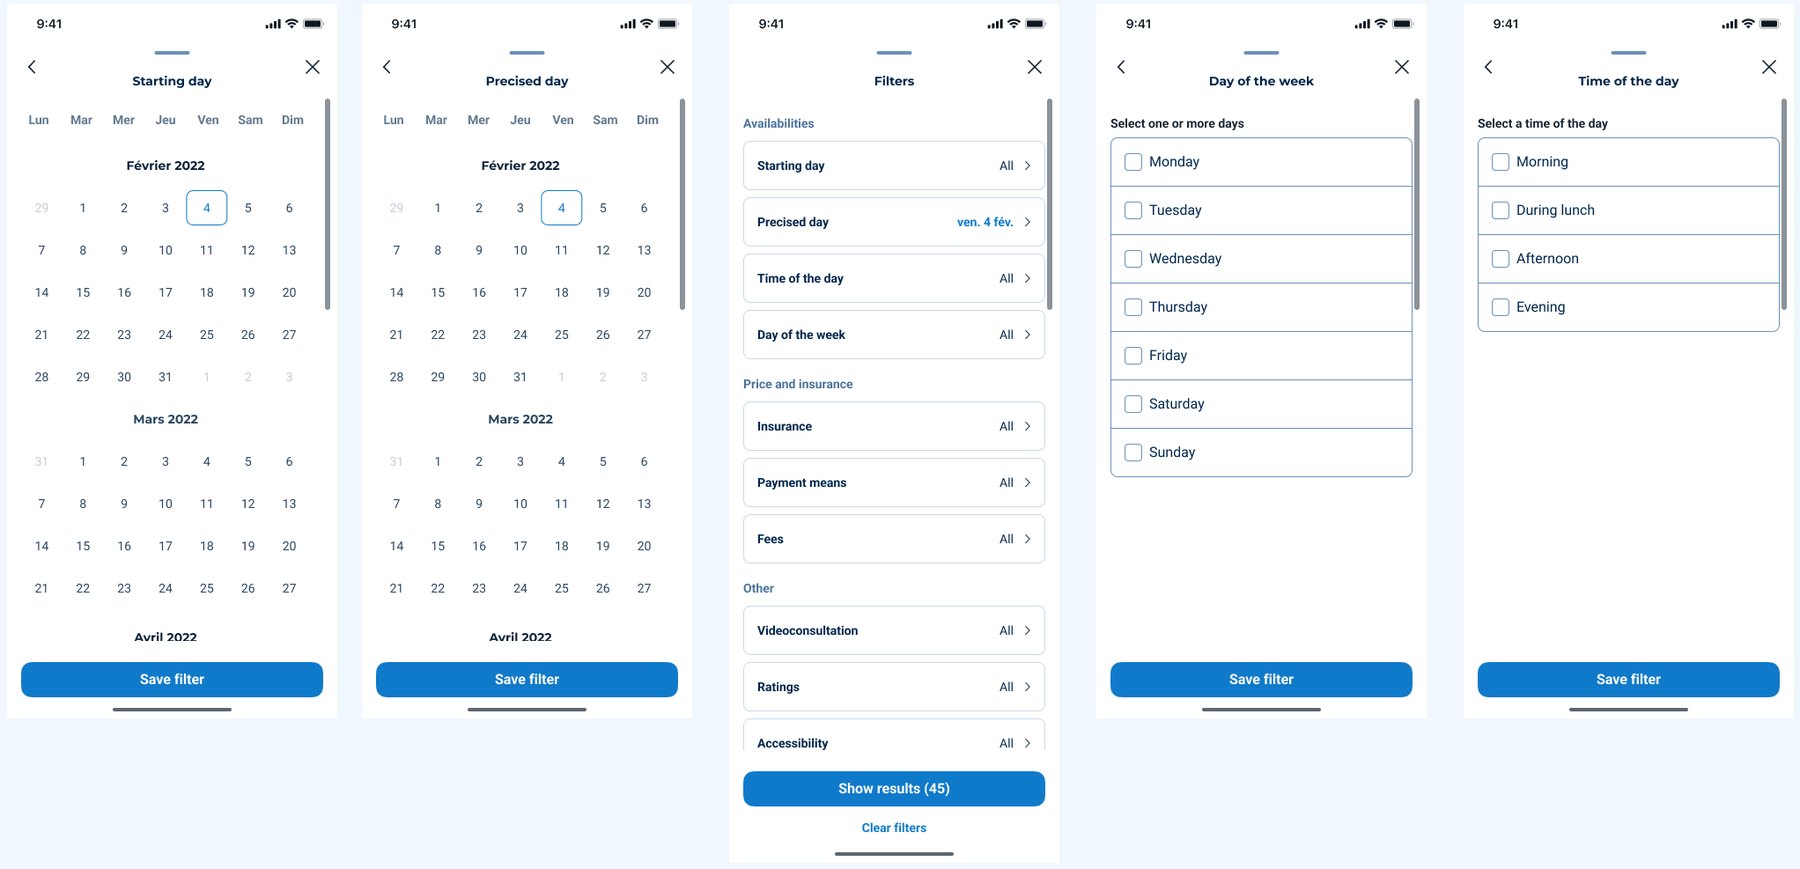 9:41
Starting day
Lun Mar Mer Jeu Ven Sam Dim
Février 2022
29 1 2 3 4 5 6
7 8 9 10 11 12 13
14 15 16 17 18 19 20
21 22 23 24 25 26 27
28 29 30 31 1 2 3
Mars 2022
31 1 2 3 4 5 6
7 8 9 10 11 12 13
14 15 16 17 18 19 20
21 22 23 24 25 26 27
Avril 2022
Save filter
9:41
Precised day
Lun Mar Mer Jeu Ven Sam Dim
Février 2022
29 1 2 3 4 5 6
7 8 9 10 11 12 13
14 15 16 17 18 19 20
21 22 23 24 25 26 27
28 29 30 31 1 2 3
Mars 2022
31 1 2 3 4 5 6
7 8 9 10 11 12 13
14 15 16 17 18 19 20
21 22 23 24 25 26 27
Avril 2022
Save filter
9:41
Filters
Availabilities
Starting day All
Precised day ven. 4 fév.
Time of the day All
Day of the week All
Price and insurance
Insurance All
Payment means All
Fees All
Other
Videoconsultation All
Ratings All
Accessibility All
Show results (45)
Clear filters
9:41
Day of the week
Select one or more days
Monday
Tuesday
Wednesday
Thursday
Friday
Saturday
Sunday
Save filter
9:41
Time of the day
Select a time of the day
Morning
During lunch
Afternoon
Evening
Save filter